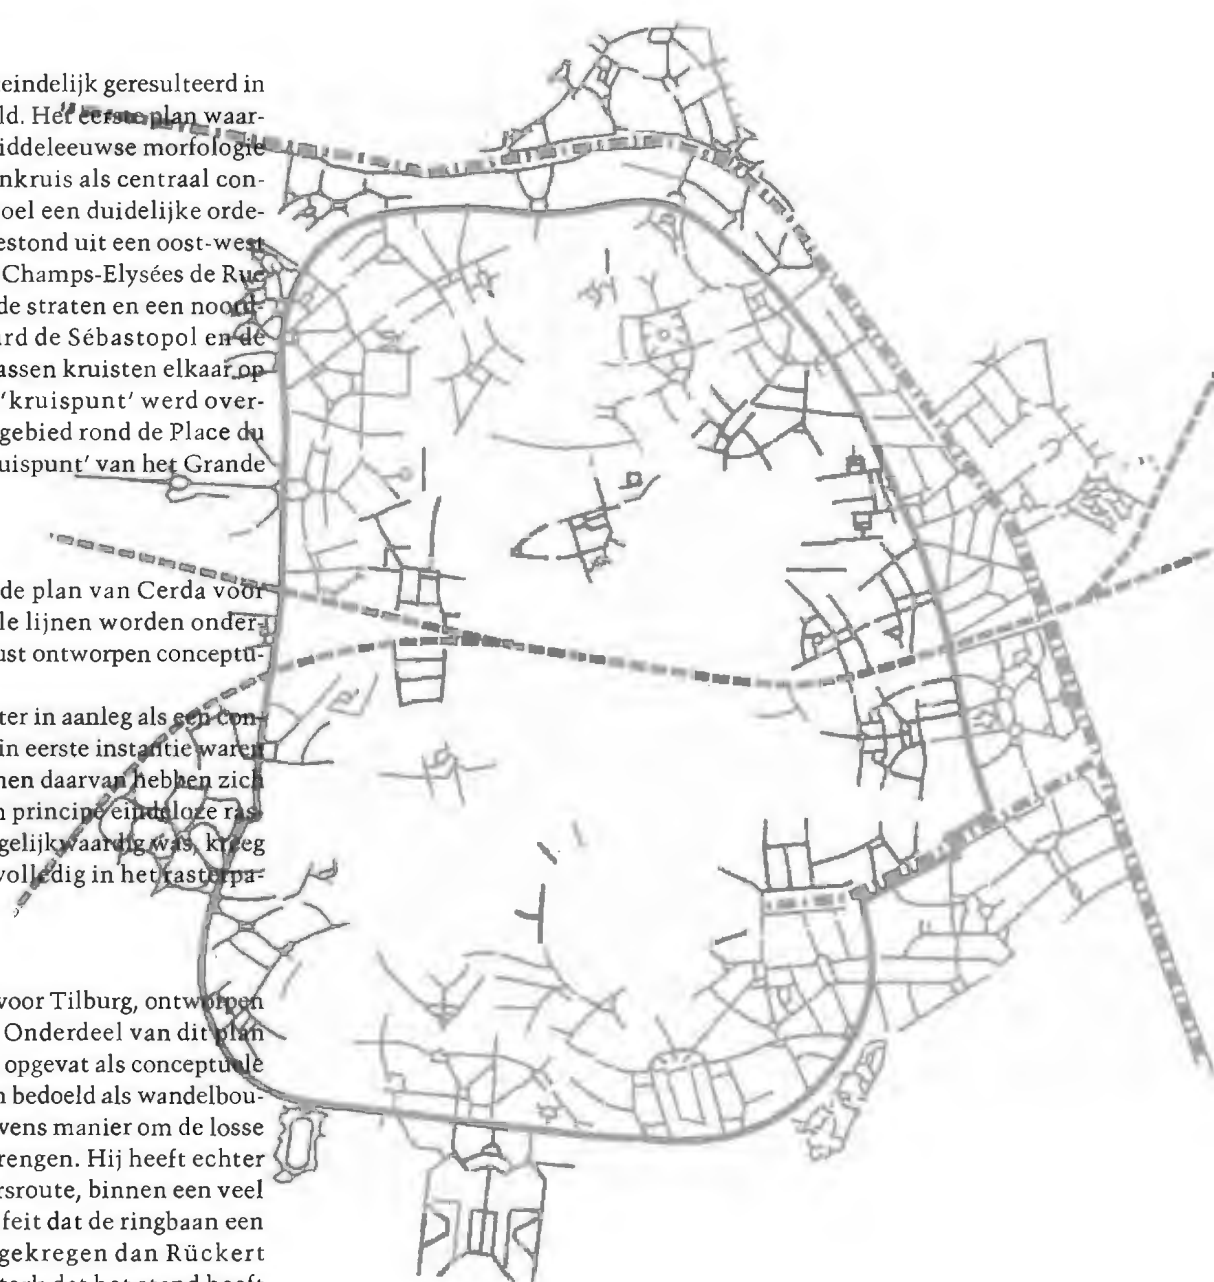 eindelijk geresulteerd in
ld. Het eerste plan waar-
iddeleeuwse morfologie
nkruis als centraal con-
oel een duidelijke orde-
estond uit een oost-west
Champs-Elysées de Rue
de straten en een noord-
rd de Sébastopol en de
assen kruisten elkaar op
'kruispunt' werd over-
gebied rond de Place du
uispunt' van het Grande
de plan van Cerda voor
le lijnen worden onder-
ust ontworpen conceptu-
ter in aanleg als een con-
in eerste instantie waren
nen daarvan hebben zich
n principe eindeloze ras-
gelijkwaardig was, kreeg
volledig in het rasterpa-
voor Tilburg, ontworpen
Onderdeel van dit plan
opgevat als conceptuele
n bedoeld als wandelbou-
vens manier om de losse
rengen. Hij heeft echter
rsroute, binnen een veel
feit dat de ringbaan een
gekregen dan Rückert